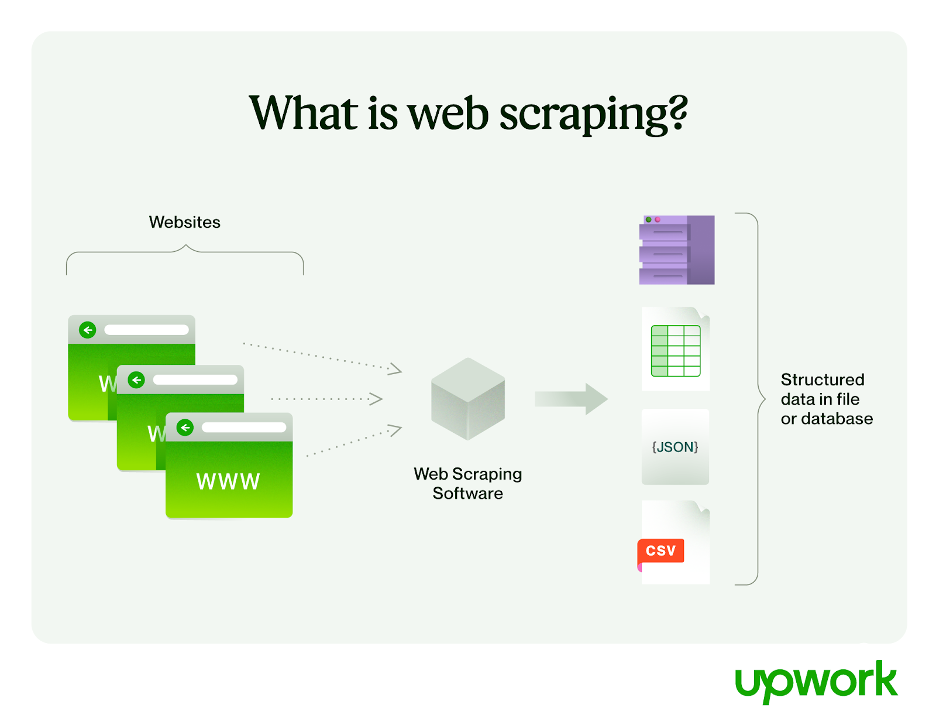 What is web scraping?
Websites
W
W
WWW
Web Scraping
Software
{JSON}
CSV
Structured
data in file
or database
upwork